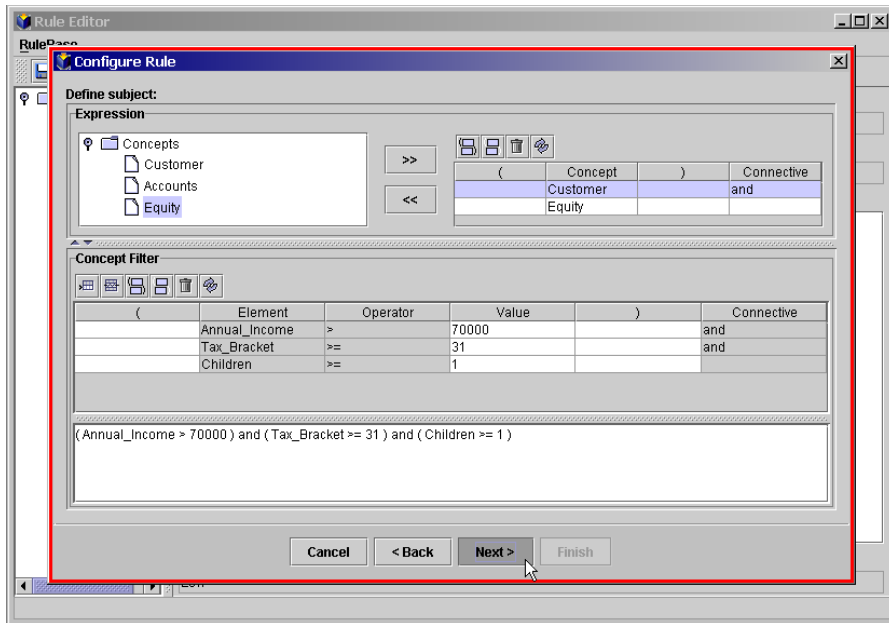 Rule Editor
Configure Rule
Define subject:
Expression
Concepts
Customer
Accounts
Equity
>>
<<
( Concept ) Connective
Customer and
Equity
Concept Filter
( Element Operator Value ) Connective
Annual_Income > 70000 and
Tax_Bracket >= 31 and
Children >= 1
( Annual_Income > 70000 ) and ( Tax_Bracket >= 31 ) and ( Children >= 1 )
Cancel < Back Next > Finish